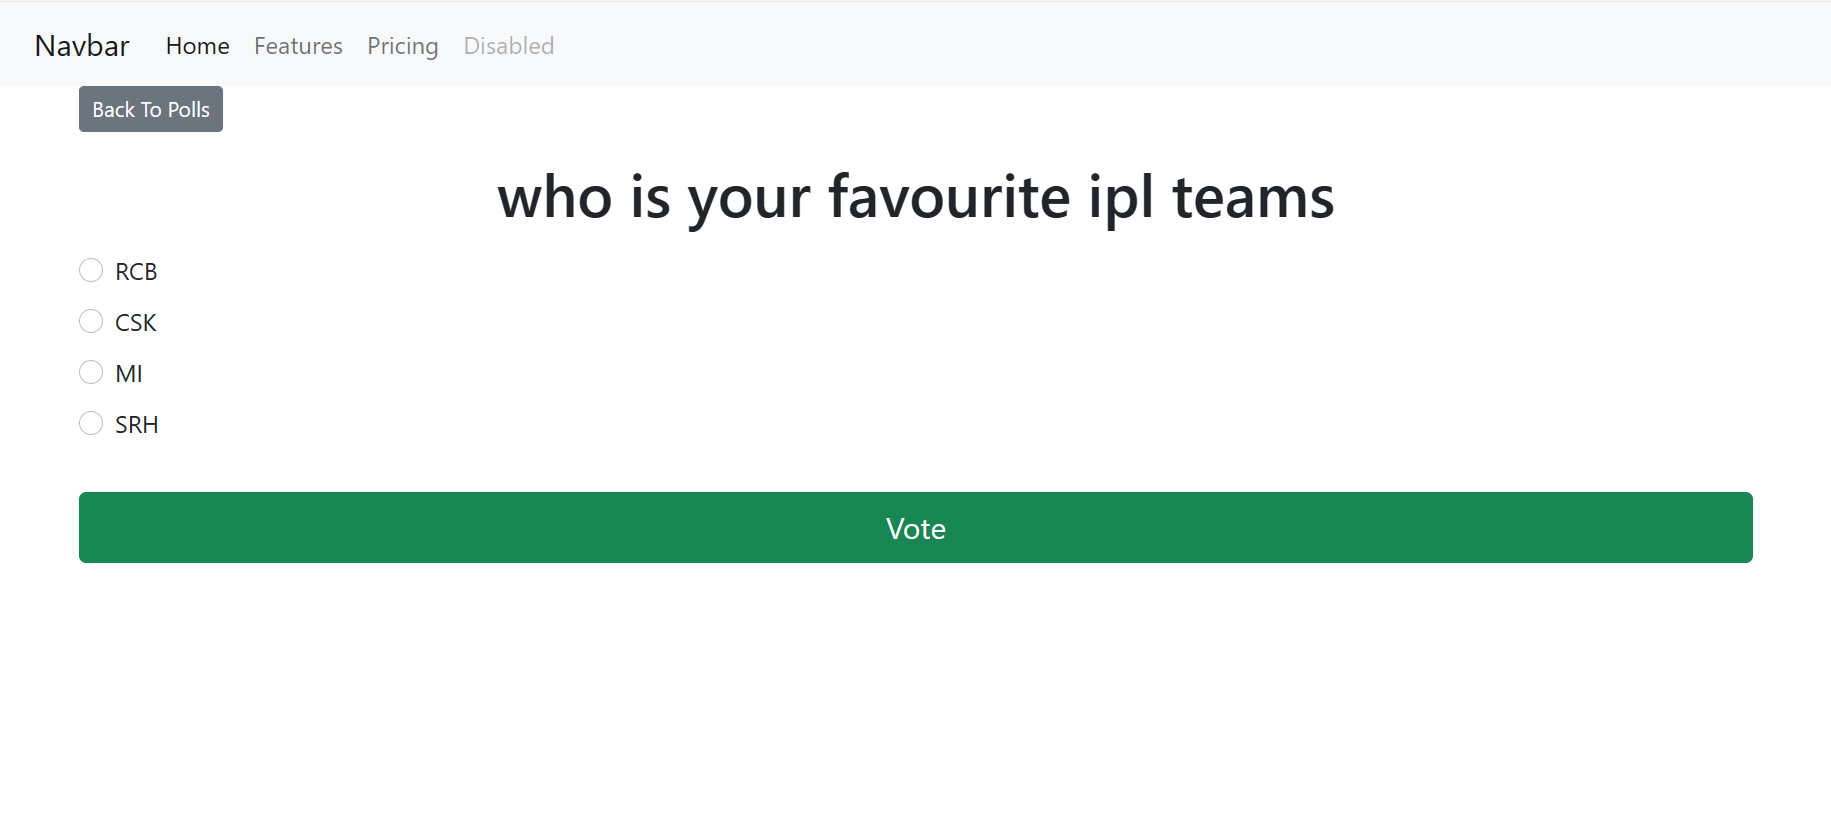 Navbar Home Features Pricing Disabled
Back To Polls
who is your favourite ipl teams
RCB
CSK
MI
SRH
Vote